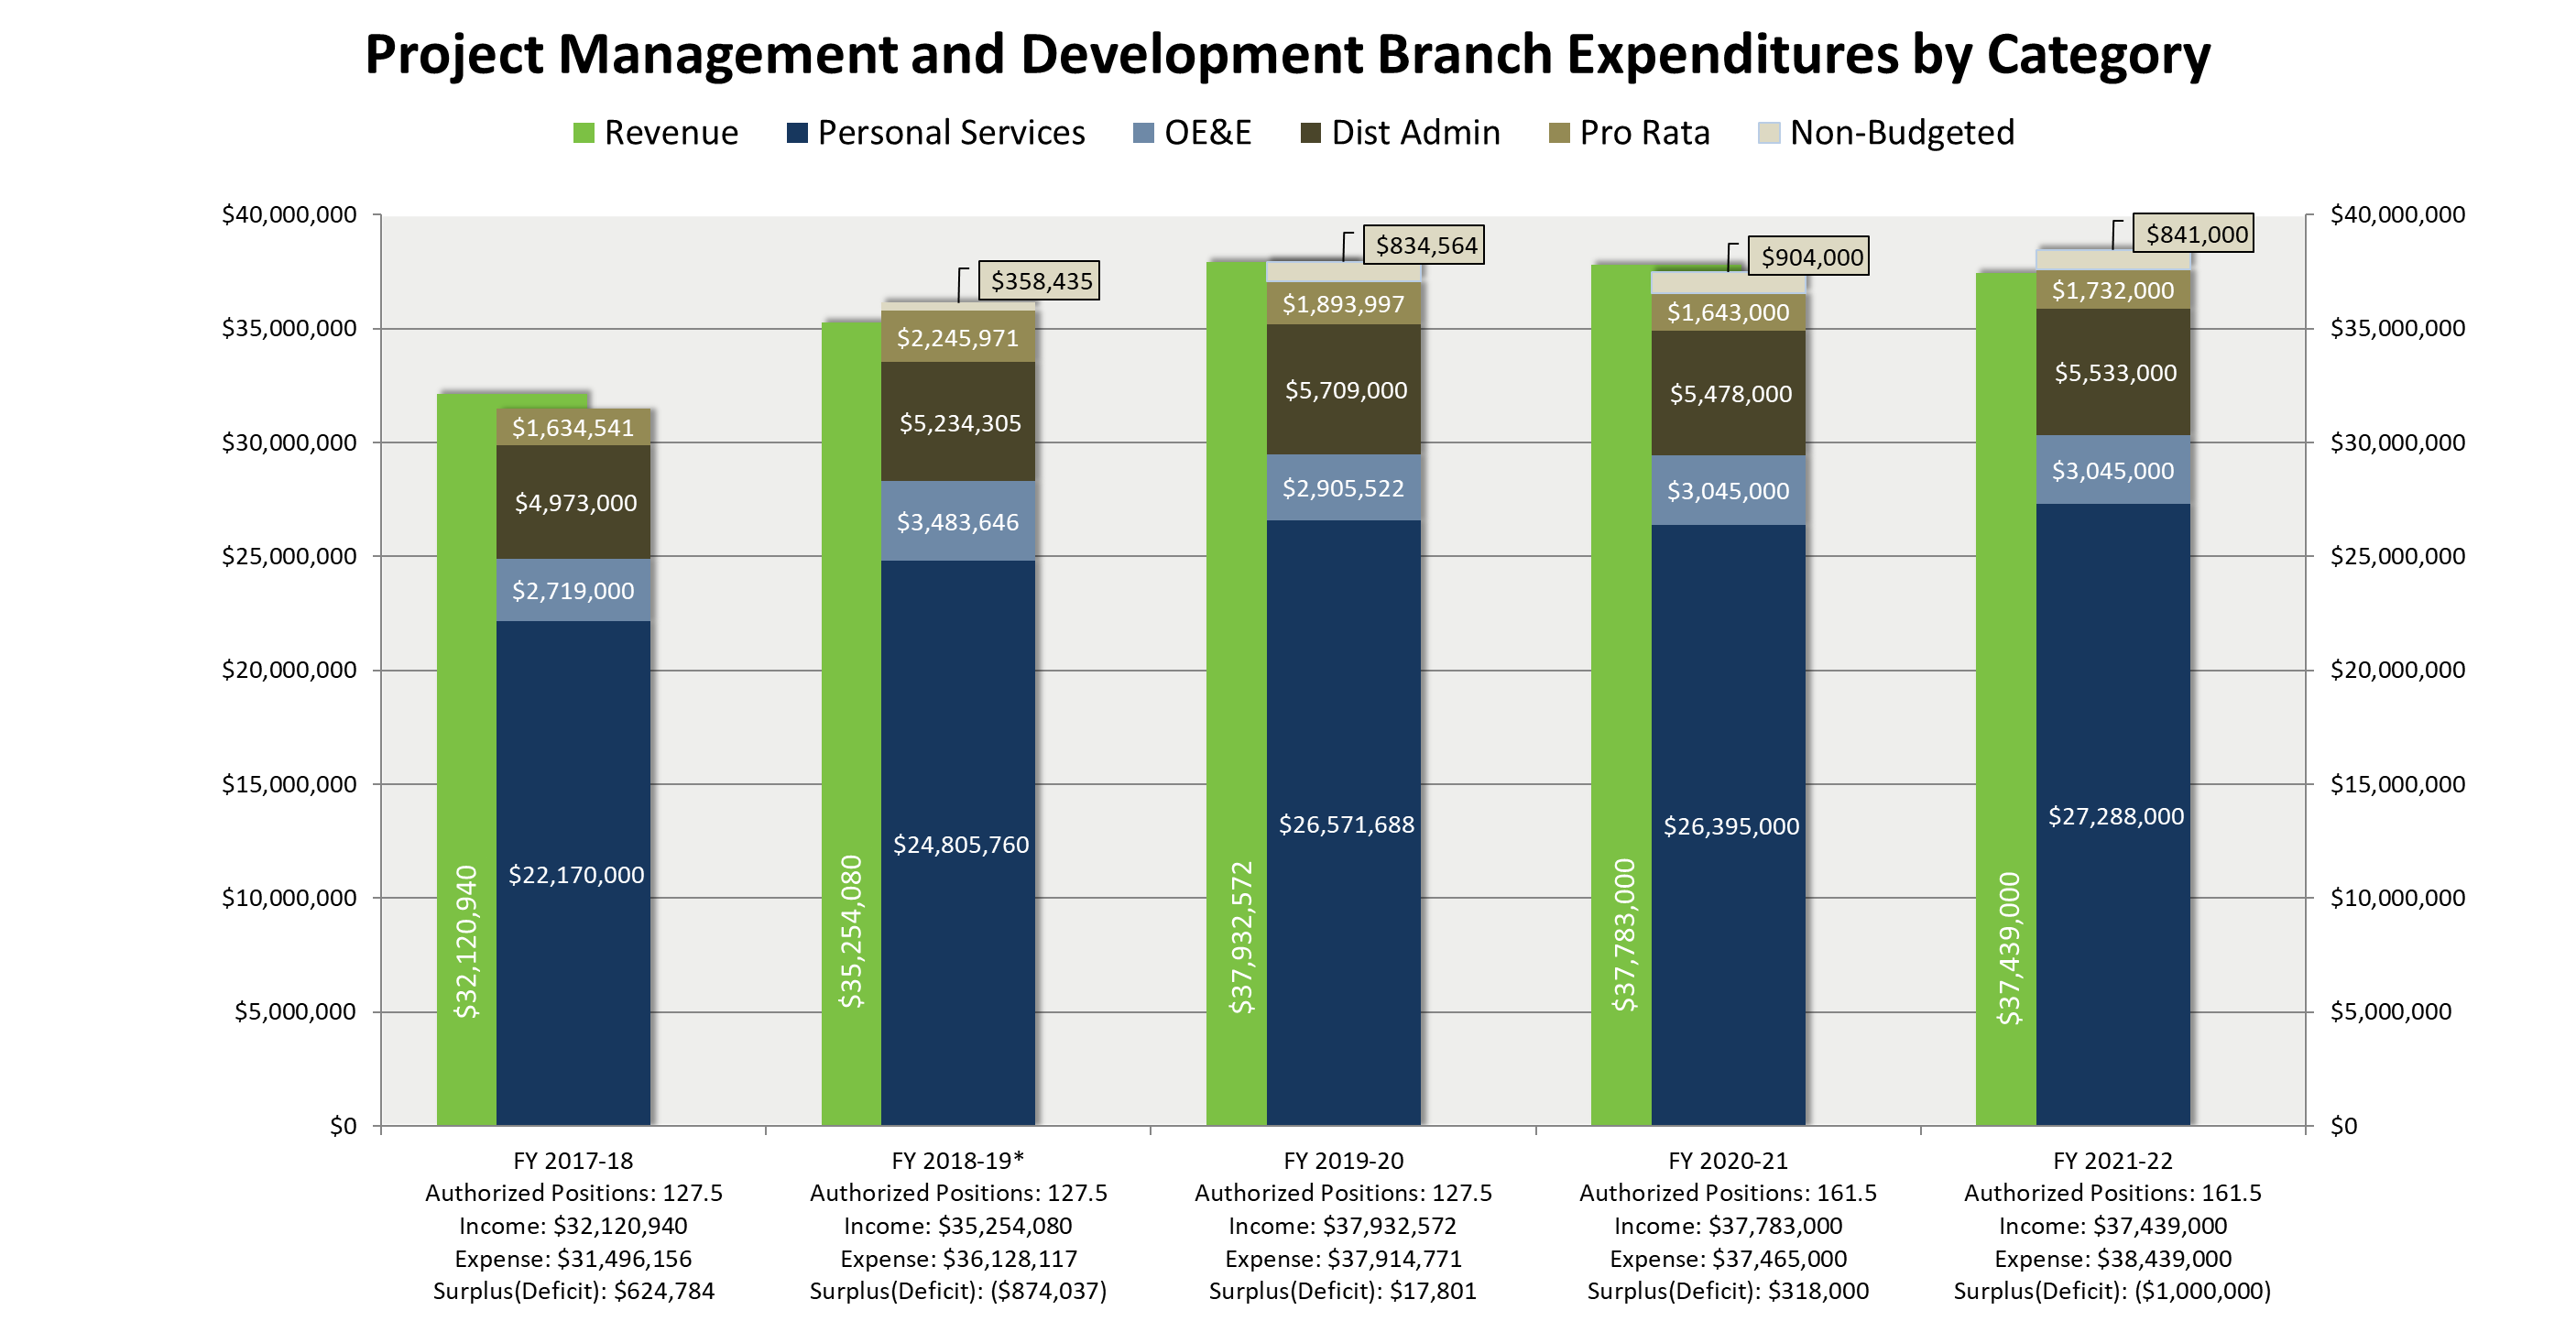 Project Management and Development Branch Expenditures by Category
Revenue Personal Services OE&E Dist Admin Pro Rata Non-Budgeted
$40,000,000
$35,000,000
$30,000,000
$25,000,000
$20,000,000
$15,000,000
$10,000,000
$5,000,000
$0
$32,120,940
$1,634,541
$4,973,000
$2,719,000
$22,170,000
$35,254,080
$358,435
$2,245,971
$5,234,305
$3,483,646
$24,805,760
$37,932,572
$834,564
$1,893,997
$5,709,000
$2,905,522
$26,571,688
$37,783,000
$904,000
$1,643,000
$5,478,000
$3,045,000
$26,395,000
$37,439,000
$841,000
$1,732,000
$5,533,000
$3,045,000
$27,288,000
$40,000,000
$35,000,000
$30,000,000
$25,000,000
$20,000,000
$15,000,000
$10,000,000
$5,000,000
$0
FY 2017-18
Authorized Positions: 127.5
Income: $32,120,940
Expense: $31,496,156
Surplus(Deficit): $624,784
FY 2018-19*
Authorized Positions: 127.5
Income: $35,254,080
Expense: $36,128,117
Surplus(Deficit): ($874,037)
FY 2019-20
Authorized Positions: 127.5
Income: $37,932,572
Expense: $37,914,771
Surplus(Deficit): $17,801
FY 2020-21
Authorized Positions: 161.5
Income: $37,783,000
Expense: $37,465,000
Surplus(Deficit): $318,000
FY 2021-22
Authorized Positions: 161.5
Income: $37,439,000
Expense: $38,439,000
Surplus(Deficit): ($1,000,000)